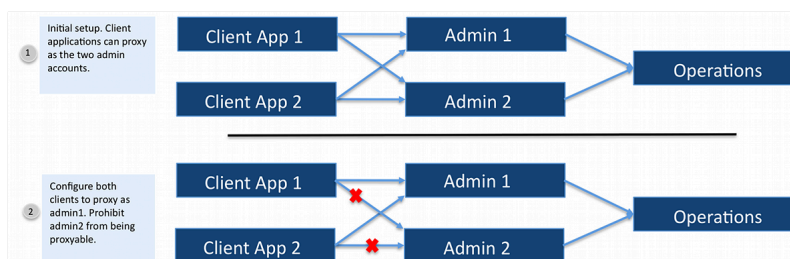 1
Initial setup. Client
applications can proxy
as the two admin
accounts.
Client App 1
Admin 1
Client App 2
Admin 2
Operations
2
Configure both
clients to proxy as
admin1. Prohibit
admin2 from being
proxyable.
Client App 1
Admin 1
Client App 2
Admin 2
Operations